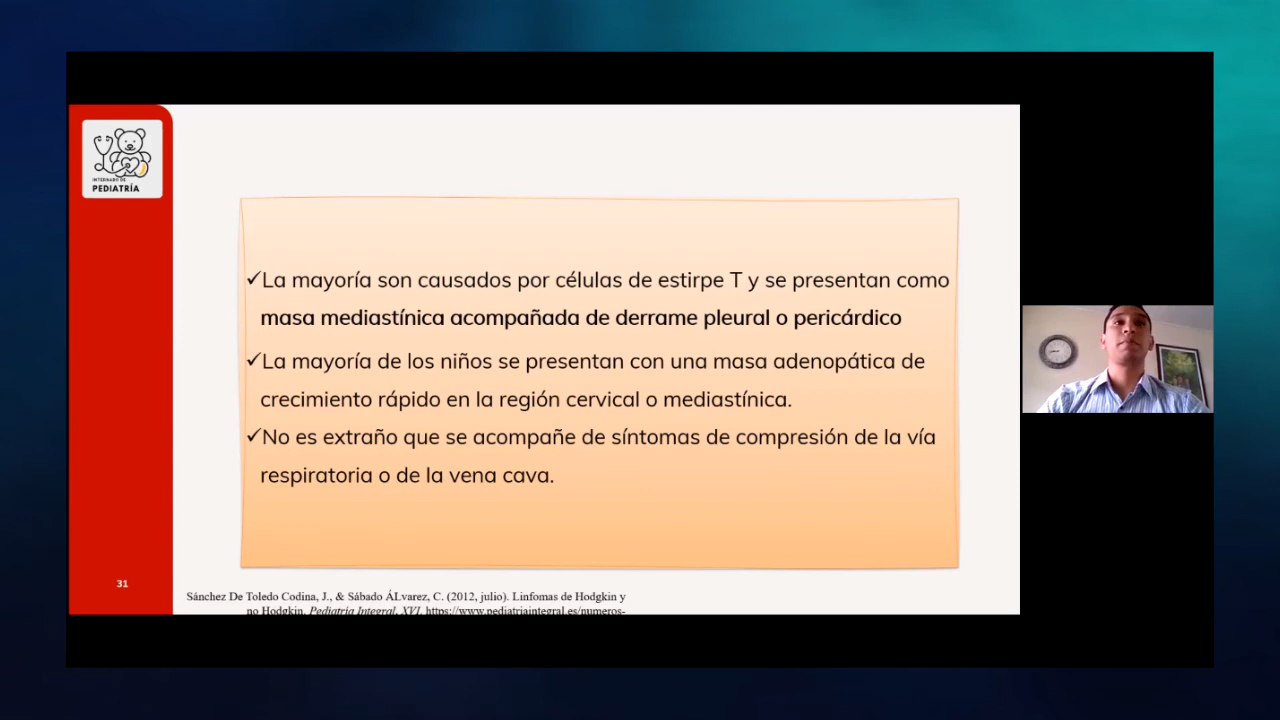 INTERNADO DE
PEDIATRÍA
✓La mayoría son causados por células de estirpe T y se presentan como
masa mediastínica acompañada de derrame pleural o pericárdico
✓La mayoría de los niños se presentan con una masa adenopática de
crecimiento rápido en la región cervical o mediastínica.
✓No es extraño que se acompañe de síntomas de compresión de la vía
respiratoria o de la vena cava.
31
Sánchez De Toledo Codina, J., & Sábado ÁLvarez, C. (2012, julio). Linfomas de Hodgkin y
no Hodgkin. Pediatria Integral, XVI. https://www.pediatriaintegral.es/numeros-